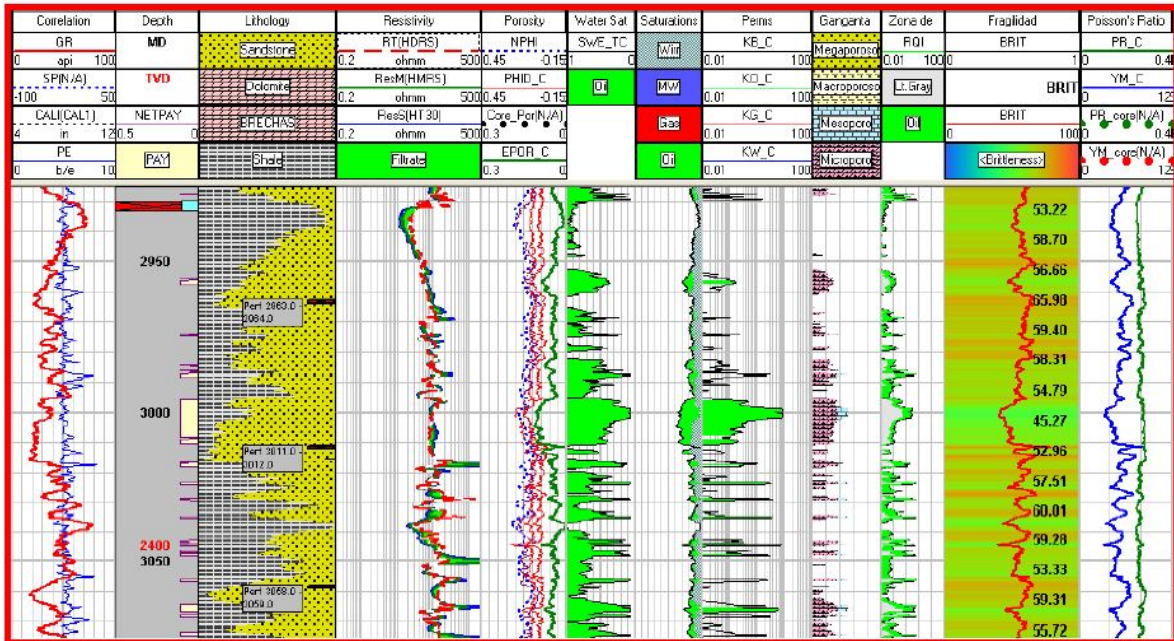 Correlation Depth Lithology Resistivity Porosity Water Sat Saturations Perms Ganganta Zona de Fragilidad Poisson's Ratio
GR MD Sandstone RT(HDRS) NPHI SWE_TC Wirr KB_C Megaporoso RQI BRIT PR_C
0 api 100 0.2 ohmm 5000 0.45 -0.15 1 0 0.01 100 0.01 100 0 1 0 0.4
SP(N/A) TVD Dolomite ResM(HMRS) PHID_C Oil MW KO_C Macroporoso Lt.Gray BRIT YM_C
-100 50 0.2 ohmm 5000 0.45 -0.15 0.01 100 0 125
CALI(CAL1) NETPAY BRECHAS ResS(HT30) Core_Por(N/A) Gas KG_C Mesoporo Oil BRIT PR_core(N/A)
4 in 0.5 0 0.2 ohmm 5000 0.3 0 0.01 100 0 100 0 0.4
PE PAY Shale Filtrate EPOR_C Oil KW_C Microporo <Brittleness> YM_core(N/A)
0 b/e 10 0.3 0 0.01 100 0 125
53.22
58.70
2950
56.66
Perf 2963.0 -
2064.0
65.98
59.40
58.31
54.79
3000
45.27
Perf 3011.0 -
3012.0
52.96
57.51
60.01
2400
59.28
3050
53.33
Perf 3058.0 -
3059.0
59.31
55.72